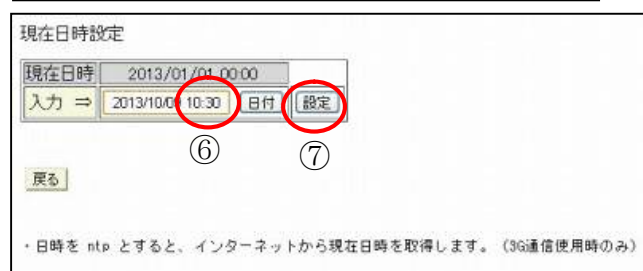 現在日時設定
現在日時 2013/01/01 00:00
入力 ⇒ 2013/10/09 10:30 日付 設定
⑥ ⑦
戻る
・日時を ntp とすると、インターネットから現在日時を取得します。 (3G通信使用時のみ)